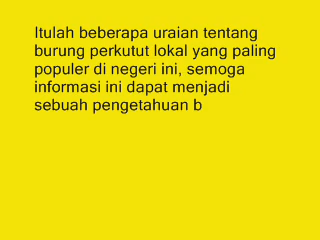 Itulah beberapa uraian tentang
burung perkutut lokal yang paling
populer di negeri ini, semoga
informasi ini dapat menjadi
sebuah pengetahuan b